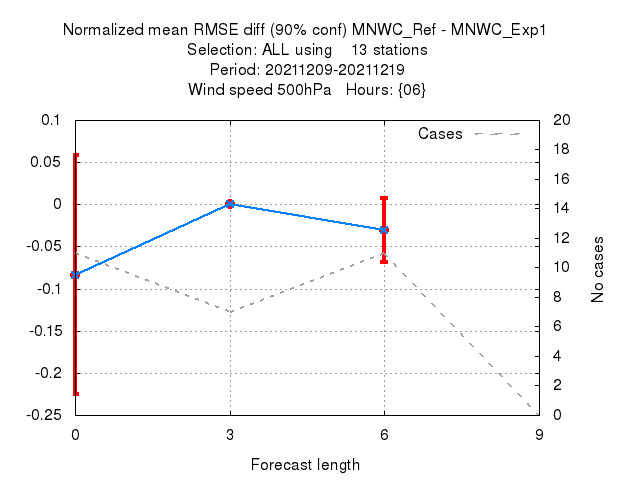 Normalized mean RMSE diff (90% conf) MNWC_Ref - MNWC_Exp1
Selection: ALL using    13 stations
Period: 20211209-20211219
Wind speed 500hPa   Hours: {06}
Cases
0.1
0.05
0
-0.05
-0.1
-0.15
-0.2
-0.25
20
18
16
14
12
10
8
6
4
2
0
No cases
0 3 6 9
Forecast length